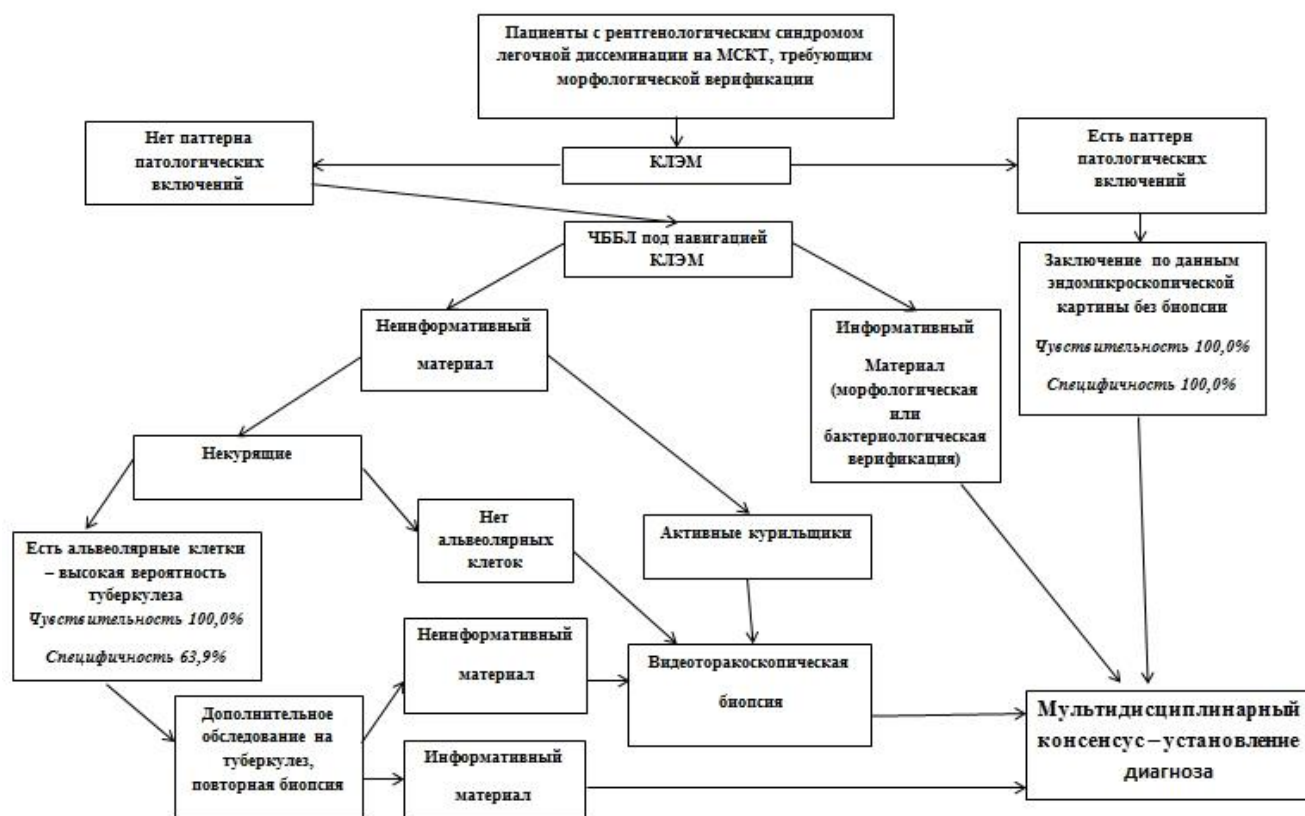 Пациенты с рентгенологическим синдромом
легочной диссеминации на МСКТ, требующим
морфологической верификации
Нет паттерна
патологических
включений
КЛЭМ
Есть паттерн
патологических
включений
ЧББЛ под навигацией
КЛЭМ
Заключение по данным
эндомикроскопической
картины без биопсии
Чувствительность 100,0%
Специфичность 100,0%
Неинформативный
материал
Информативный
Материал
(морфологическая
или
бактериологическая
верификация)
Некурящие
Есть альвеолярные клетки
– высокая вероятность
туберкулеза
Чувствительность 100,0%
Специфичность 63,9%
Нет
альвеолярных
клеток
Активные курильщики
Неинформативный
материал
Видеоторакоскопическая
биопсия
Дополнительное
обследование на
туберкулез,
повторная биопсия
Информативный
материал
Мультидисциплинарный
консенсус – установление
диагноза